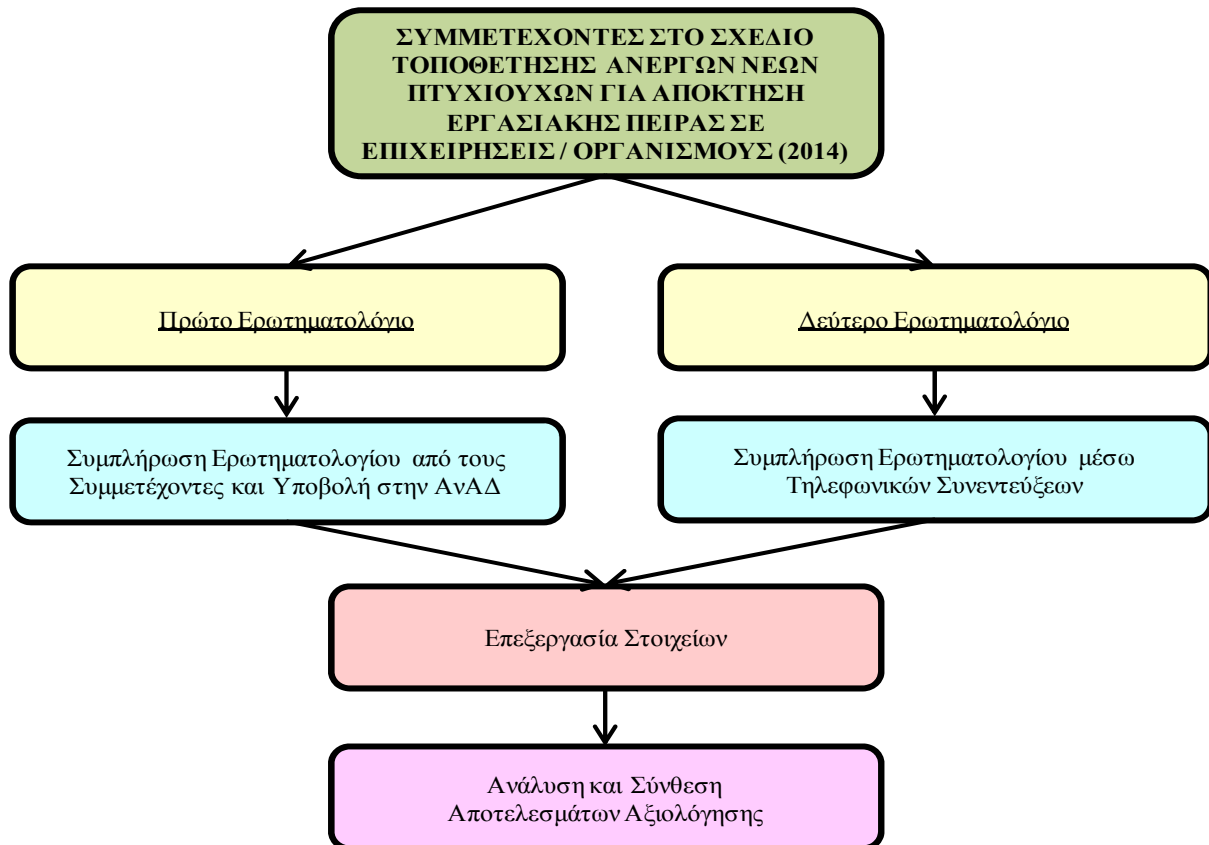 ΣΥΜΜΕΤΕΧΟΝΤΕΣ ΣΤΟ ΣΧΕΔΙΟ
ΤΟΠΟΘΕΤΗΣΗΣ ΑΝΕΡΓΩΝ ΝΕΩΝ
ΠΤΥΧΙΟΥΧΩΝ ΓΙΑ ΑΠΟΚΤΗΣΗ
ΕΡΓΑΣΙΑΚΗΣ ΠΕΙΡΑΣ ΣΕ
ΕΠΙΧΕΙΡΗΣΕΙΣ / ΟΡΓΑΝΙΣΜΟΥΣ (2014)
Πρώτο Ερωτηματολόγιο
Δεύτερο Ερωτηματολόγιο
Συμπλήρωση Ερωτηματολογίου από τους
Συμμετέχοντες και Υποβολή στην ΑνΑΔ
Συμπλήρωση Ερωτηματολογίου μέσω
Τηλεφωνικών Συνεντεύξεων
Επεξεργασία Στοιχείων
Ανάλυση και Σύνθεση
Αποτελεσμάτων Αξιολόγησης